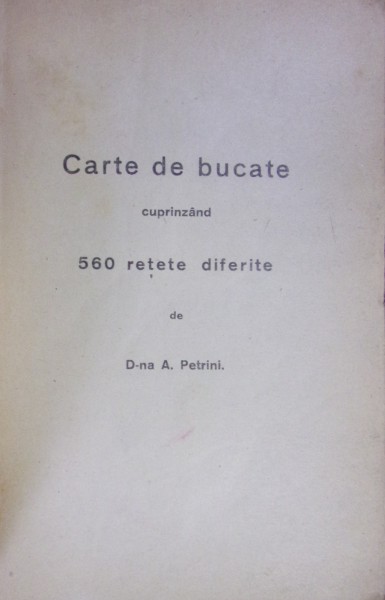 Carte de bucate
cuprinzând
560 rețete diferite
de
D-na A. Petrini.